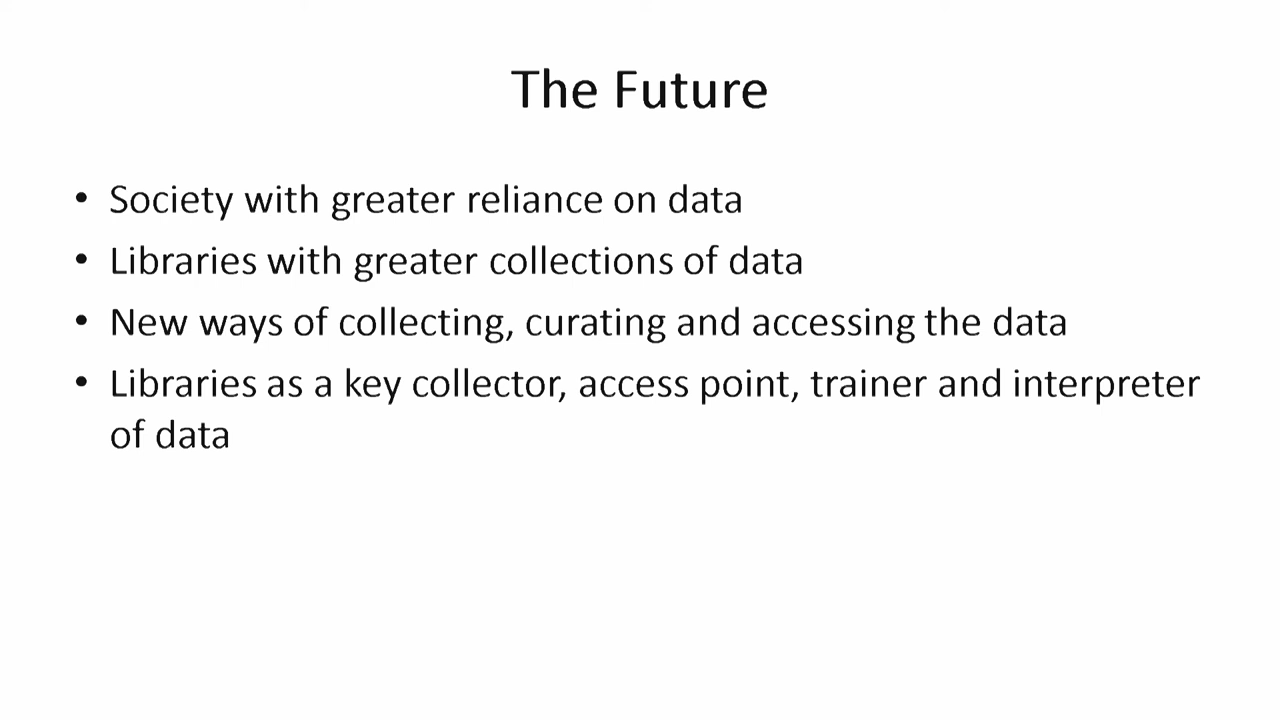 The Future
• Society with greater reliance on data
• Libraries with greater collections of data
• New ways of collecting, curating and accessing the data
• Libraries as a key collector, access point, trainer and interpreter
of data